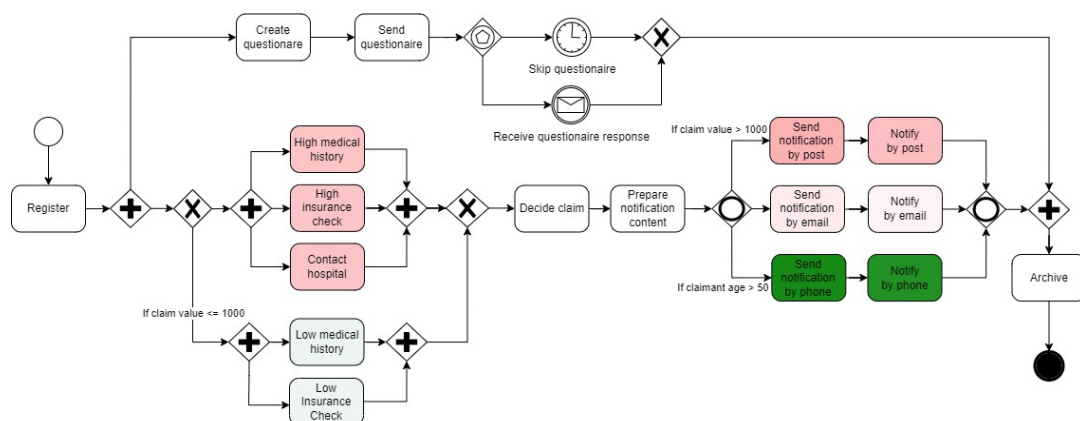 Create
questionare
Send
questionaire
Skip questionaire
Receive questionaire response
Register
High medical
history
High
insurance
check
Contact
hospital
If claim value <= 1000
Low medical
history
Low
Insurance
Check
Decide claim
Prepare
notification
content
If claim value > 1000
Send
notification
by post
Notify
by post
Send
notification
by email
Notify
by email
If claimant age > 50
Send
notification
by phone
Notify
by phone
Archive